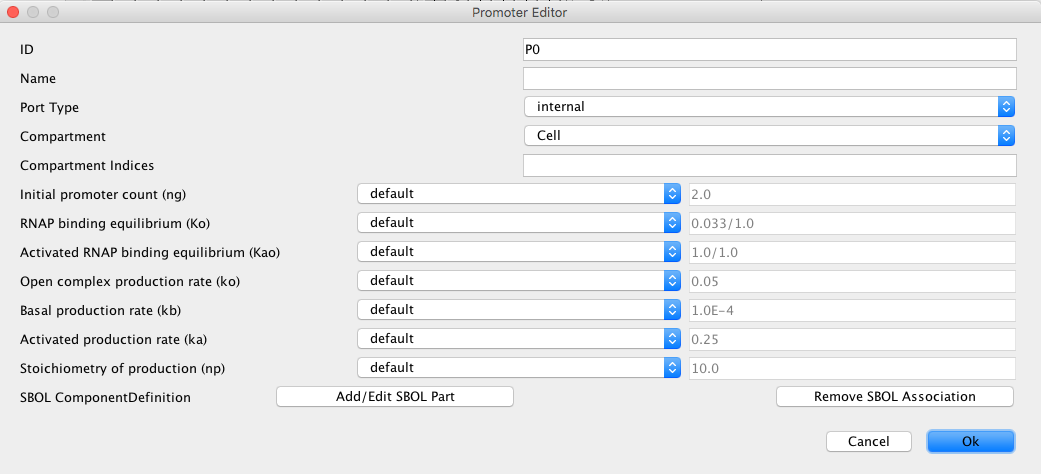 Promoter Editor
ID P0
Name
Port Type internal
Compartment Cell
Compartment Indices
Initial promoter count (ng) default 2.0
RNAP binding equilibrium (Ko) default 0.033/1.0
Activated RNAP binding equilibrium (Kao) default 1.0/1.0
Open complex production rate (ko) default 0.05
Basal production rate (kb) default 1.0E-4
Activated production rate (ka) default 0.25
Stoichiometry of production (np) default 10.0
SBOL ComponentDefinition Add/Edit SBOL Part Remove SBOL Association
Cancel Ok